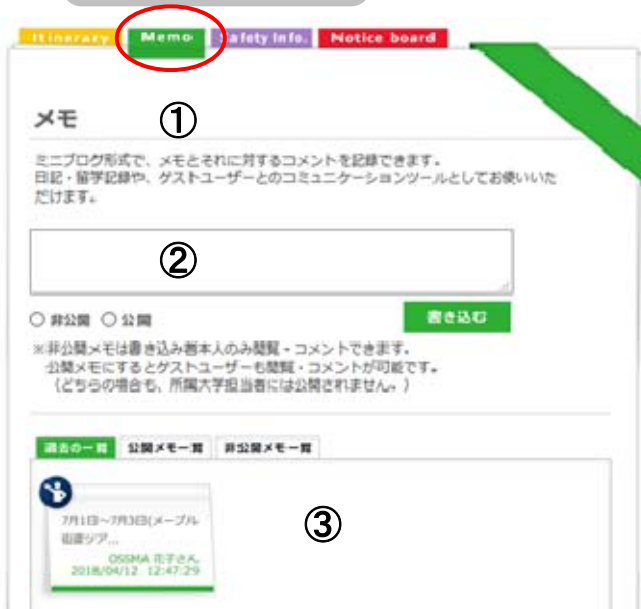 Itinerary Memo Safety Info. Notice board
メモ ①
ミニブログ形式で、メモとそれに対するコメントを記録できます。
日記・留学記録や、ゲストユーザーとのコミュニケーションツールとしてお使いいた
だけます。
②
非公開 公開 書き込む
※非公開メモは書き込み者本人のみ閲覧・コメントできます。
公開メモにするとゲストユーザーも閲覧・コメントが可能です。
（どちらの場合も、所属大学担当者には公開されません。）
過去の一覧 公開メモ一覧 非公開メモ一覧
7月1日～7月3日(メープル
街道ツア...
③
OSSMA 花子さん
2018/04/12 12:47:29